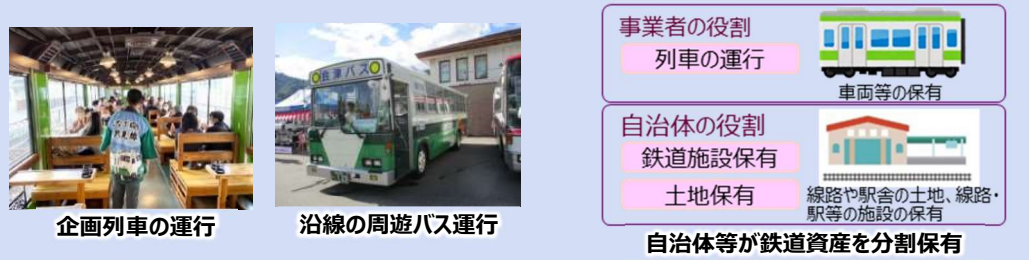 会津バス
企画列車の運行
沿線の周遊バス運行
事業者の役割
列車の運行
車両等の保有
自治体の役割
鉄道施設保有
土地保有
線路や駅舎の土地、線路・
駅等の施設の保有
自治体等が鉄道資産を分割保有